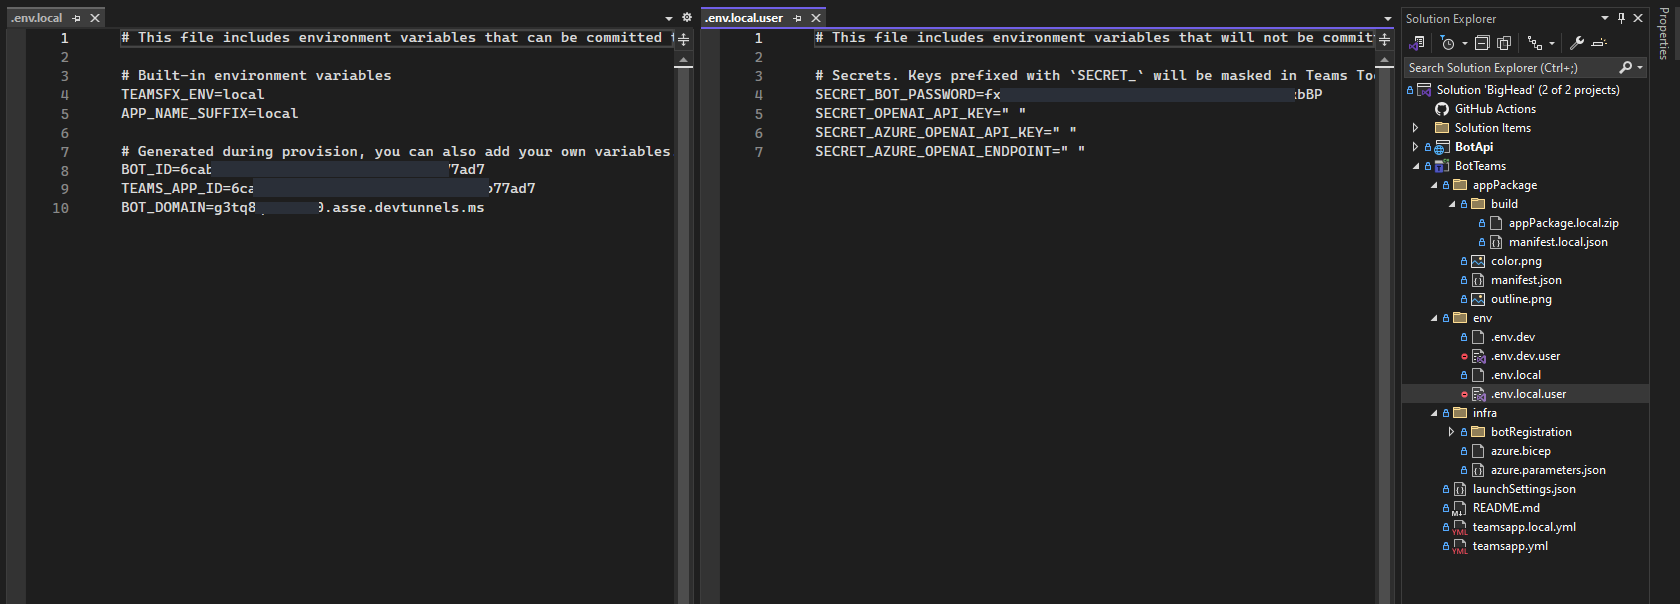 .env.local
1 # This file includes environment variables that can be committed
2
3 # Built-in environment variables
4 TEAMSFX_ENV=local
5 APP_NAME_SUFFIX=local
6
7 # Generated during provision, you can also add your own variables
8 BOT_ID=6cab 77ad7
9 TEAMS_APP_ID=6ca b77ad7
10 BOT_DOMAIN=g3tq8 0.asse.devtunnels.ms
.env.local.user
1 # This file includes environment variables that will not be committ
2
3 # Secrets. Keys prefixed with `SECRET_` will be masked in Teams Too
4 SECRET_BOT_PASSWORD=fx bBP
5 SECRET_OPENAI_API_KEY=" "
6 SECRET_AZURE_OPENAI_API_KEY=" "
7 SECRET_AZURE_OPENAI_ENDPOINT=" "
Solution Explorer
Search Solution Explorer (Ctrl+;)
Solution 'BigHead' (2 of 2 projects)
GitHub Actions
Solution Items
BotApi
BotTeams
appPackage
build
appPackage.local.zip
manifest.local.json
color.png
manifest.json
outline.png
env
.env.dev
.env.dev.user
.env.local
.env.local.user
infra
botRegistration
azure.bicep
azure.parameters.json
launchSettings.json
README.md
teamsapp.local.yml
teamsapp.yml
Properties